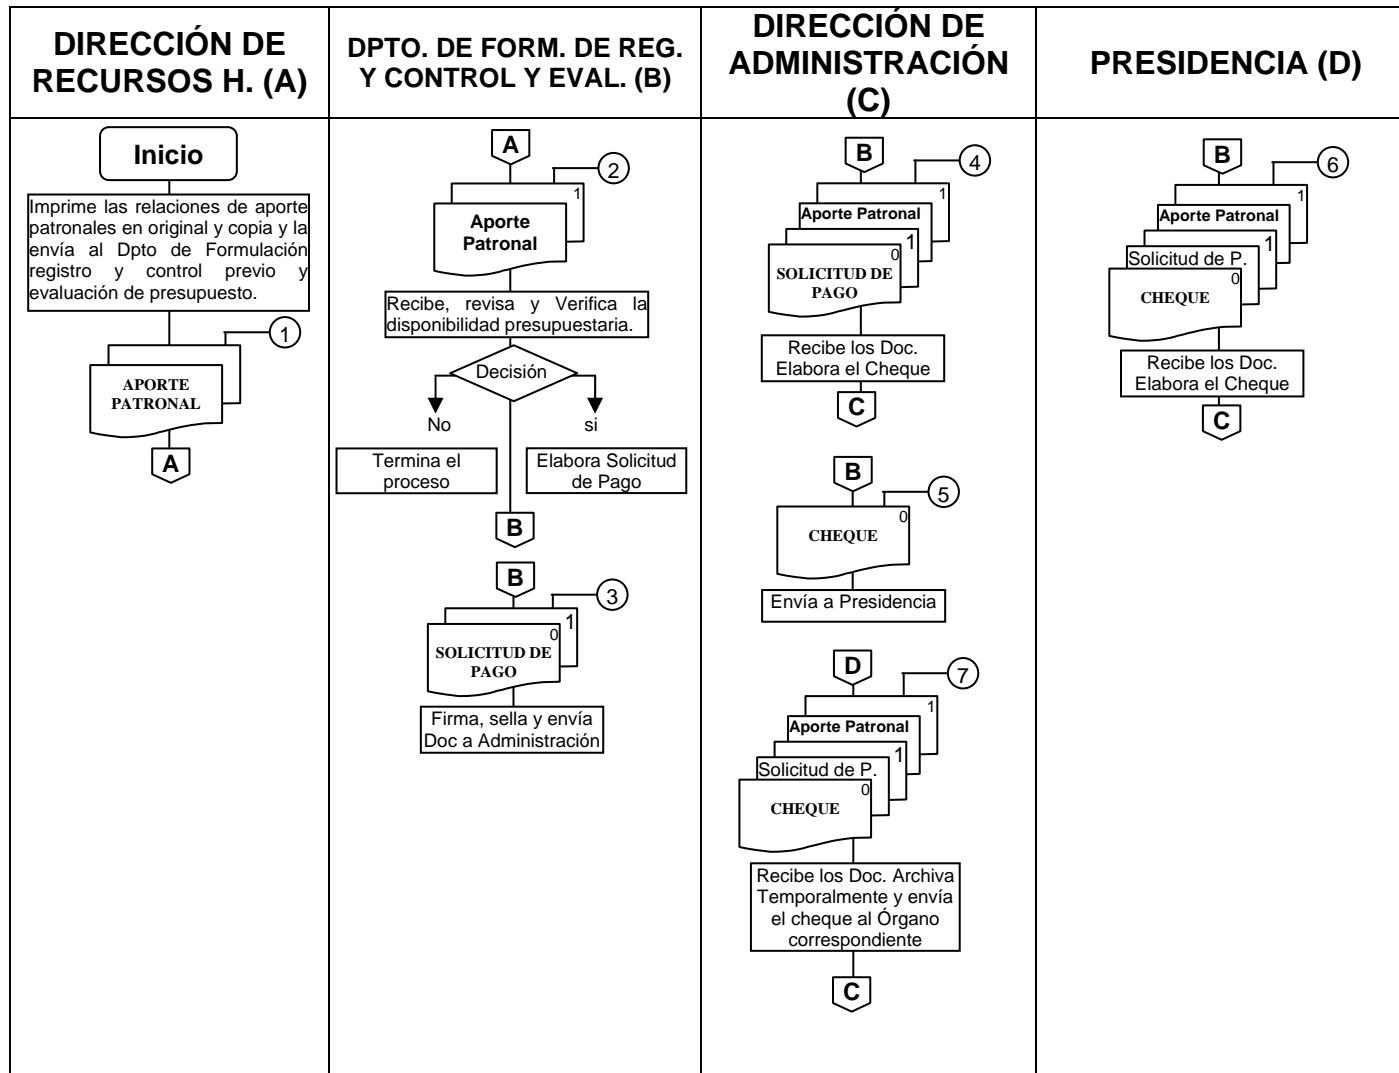 DIRECCIÓN DE
RECURSOS H. (A)
DPTO. DE FORM. DE REG.
Y CONTROL Y EVAL. (B)
DIRECCIÓN DE
ADMINISTRACIÓN
(C)
PRESIDENCIA (D)
Inicio
Imprime las relaciones de aporte
patronales en original y copia y la
envía al Dpto de Formulación
registro y control previo y
evaluación de presupuesto.
1
APORTE
PATRONAL
A
A
2
1
Aporte
Patronal
Recibe, revisa y Verifica la
disponibilidad presupuestaria.
Decisión
No
si
Termina el
proceso
Elabora Solicitud
de Pago
B
B
3
1
0
SOLICITUD DE
PAGO
Firma, sella y envía
Doc a Administración
B
4
1
Aporte Patronal
1
0
SOLICITUD DE
PAGO
Recibe los Doc.
Elabora el Cheque
C
B
5
0
CHEQUE
Envía a Presidencia
D
7
1
Aporte Patronal
1
Solicitud de P.
0
CHEQUE
Recibe los Doc. Archiva
Temporalmente y envía
el cheque al Órgano
correspondiente
C
B
6
1
Aporte Patronal
1
Solicitud de P.
0
CHEQUE
Recibe los Doc.
Elabora el Cheque
C